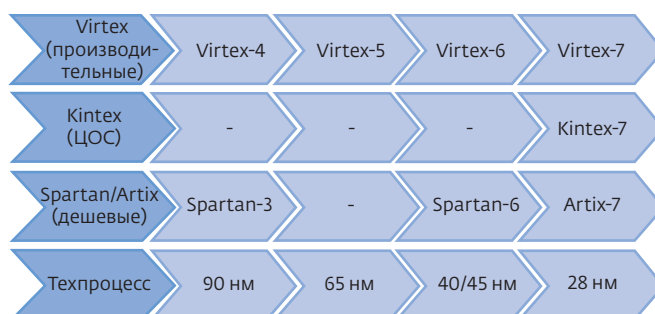 Virtex
(производи-
тельные)
Virtex-4
Virtex-5
Virtex-6
Virtex-7
Kintex
(ЦОС)
-
-
-
Kintex-7
Spartan/Artix
(дешевые)
Spartan-3
-
Spartan-6
Artix-7
Техпроцесс
90 нм
65 нм
40/45 нм
28 нм